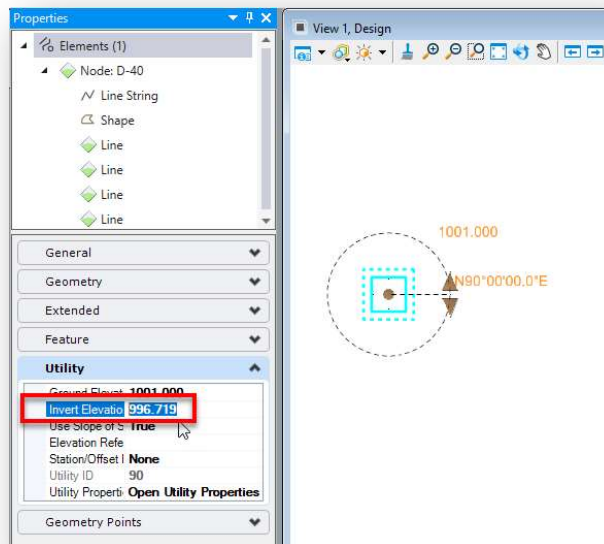 Properties
Elements (1)
Node: D-40
Line String
Shape
Line
Line
Line
Line
General
Geometry
Extended
Feature
Utility
Ground Elevat 1001.000
Invert Elevatio 996.719
Use Slope of S True
Elevation Refe
Station/Offset I None
Utility ID 90
Utility Properti Open Utility Properties
Geometry Points
View 1, Design
1001.000
N90°00'00.0"E